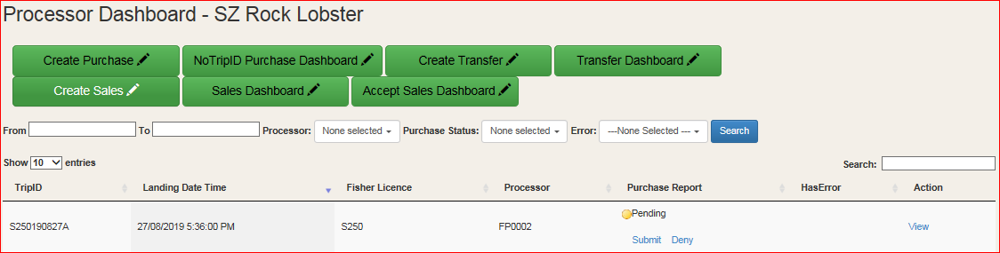 Processor Dashboard - SZ Rock Lobster
Create Purchase NoTripID Purchase Dashboard Create Transfer Transfer Dashboard
Create Sales Sales Dashboard Accept Sales Dashboard
From To Processor: None selected Purchase Status: None selected Error: ---None Selected --- Search
Show 10 entries Search:
TripID Landing Date Time Fisher Licence Processor Purchase Report HasError Action
S250190827A 27/08/2019 5:36:00 PM S250 FP0002 Pending View
Submit Deny